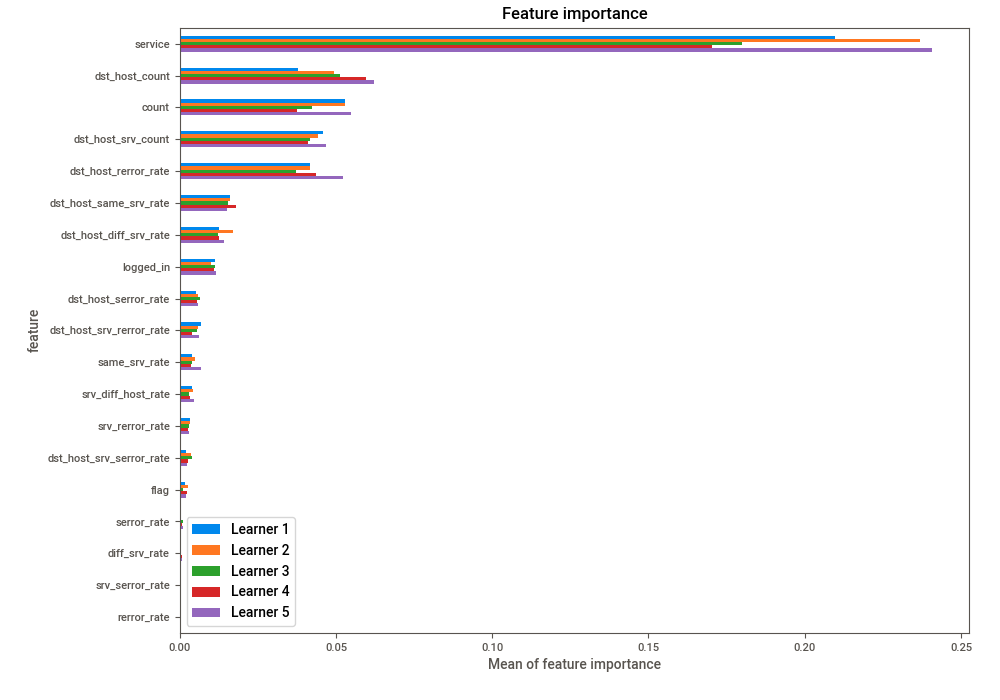 Feature importance
feature
service
dst_host_count
count
dst_host_srv_count
dst_host_rerror_rate
dst_host_same_srv_rate
dst_host_diff_srv_rate
logged_in
dst_host_serror_rate
dst_host_srv_rerror_rate
same_srv_rate
srv_diff_host_rate
srv_rerror_rate
dst_host_srv_serror_rate
flag
serror_rate
diff_srv_rate
srv_serror_rate
rerror_rate
Learner 1
Learner 2
Learner 3
Learner 4
Learner 5
0.00 0.05 0.10 0.15 0.20 0.25
Mean of feature importance